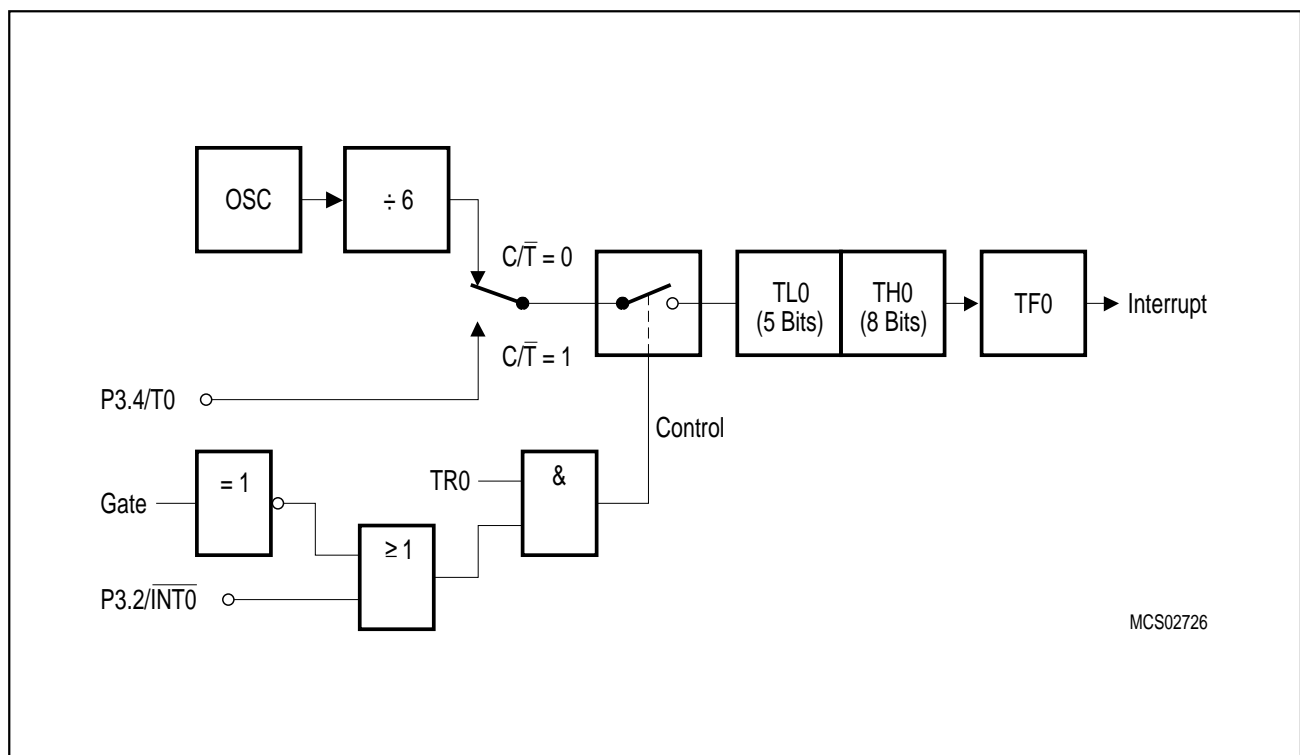 OSC
÷ 6
C/T̅ = 0
C/T̅ = 1
TL0
(5 Bits)
TH0
(8 Bits)
TF0
Interrupt
P3.4/T0
Control
Gate
= 1
TR0
&
≥ 1
P3.2/I̅N̅T̅0̅
MCS02726